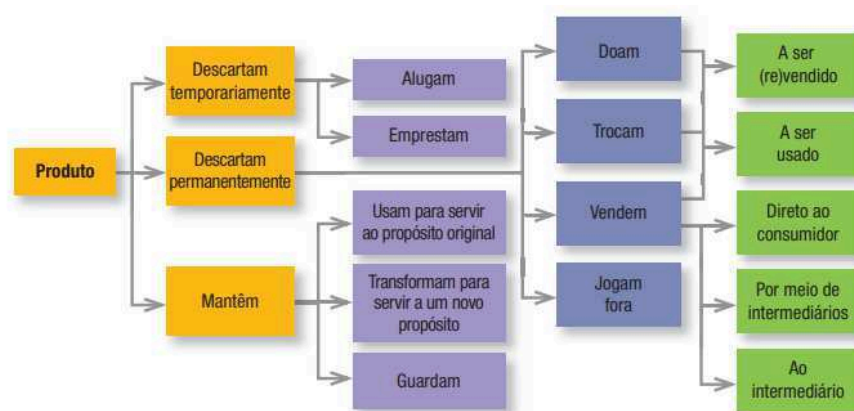 Produto
Descartam
temporariamente
Descartam
permanentemente
Mantêm
Alugam
Emprestam
Usam para servir
ao propósito original
Transformam para
servir a um novo
propósito
Guardam
Doam
Trocam
Vendem
Jogam
fora
A ser
(re)vendido
A ser
usado
Direto ao
consumidor
Por meio de
intermediários
Ao
intermediário